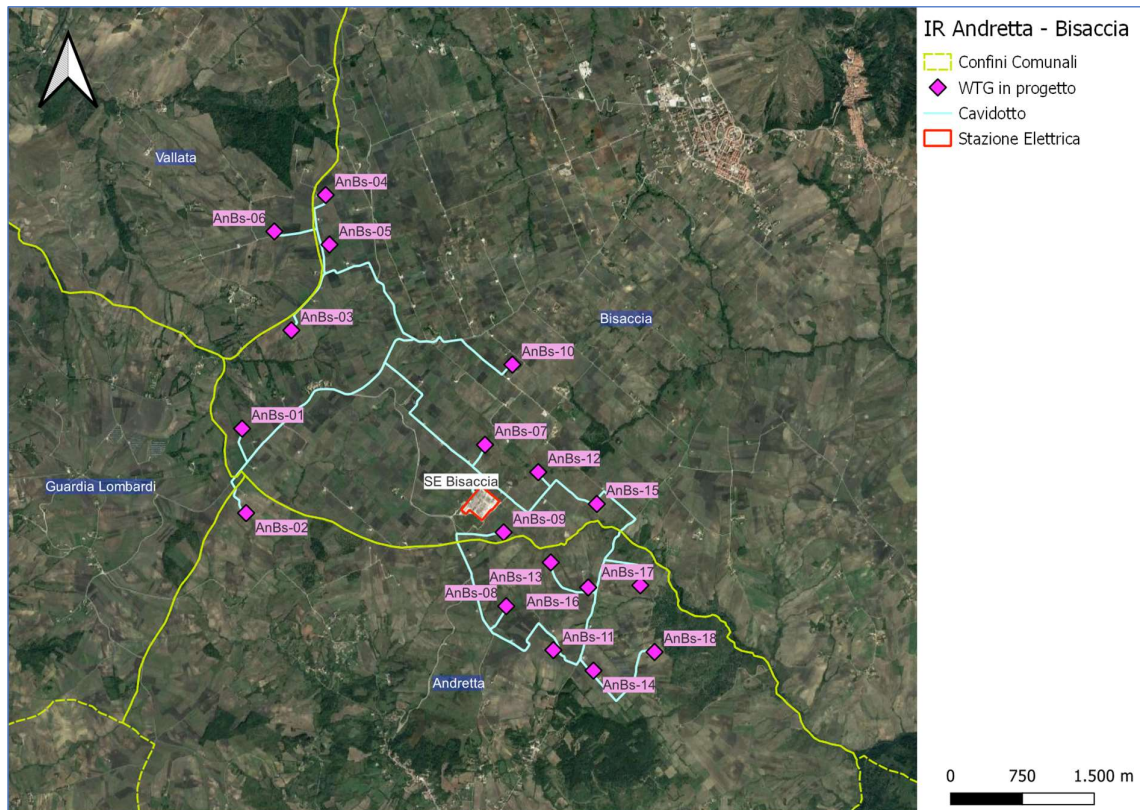 IR Andretta - Bisaccia
Confini Comunali
WTG in progetto
Cavidotto
Stazione Elettrica
Vallata
AnBs-04
AnBs-06
AnBs-05
AnBs-03
Bisaccia
AnBs-10
AnBs-01
AnBs-07
AnBs-12
SE Bisaccia
Guardia Lombardi
AnBs-15
AnBs-02
AnBs-09
AnBs-13
AnBs-17
AnBs-08
AnBs-16
AnBs-11
AnBs-18
Andretta
AnBs-14
0 750 1.500 m